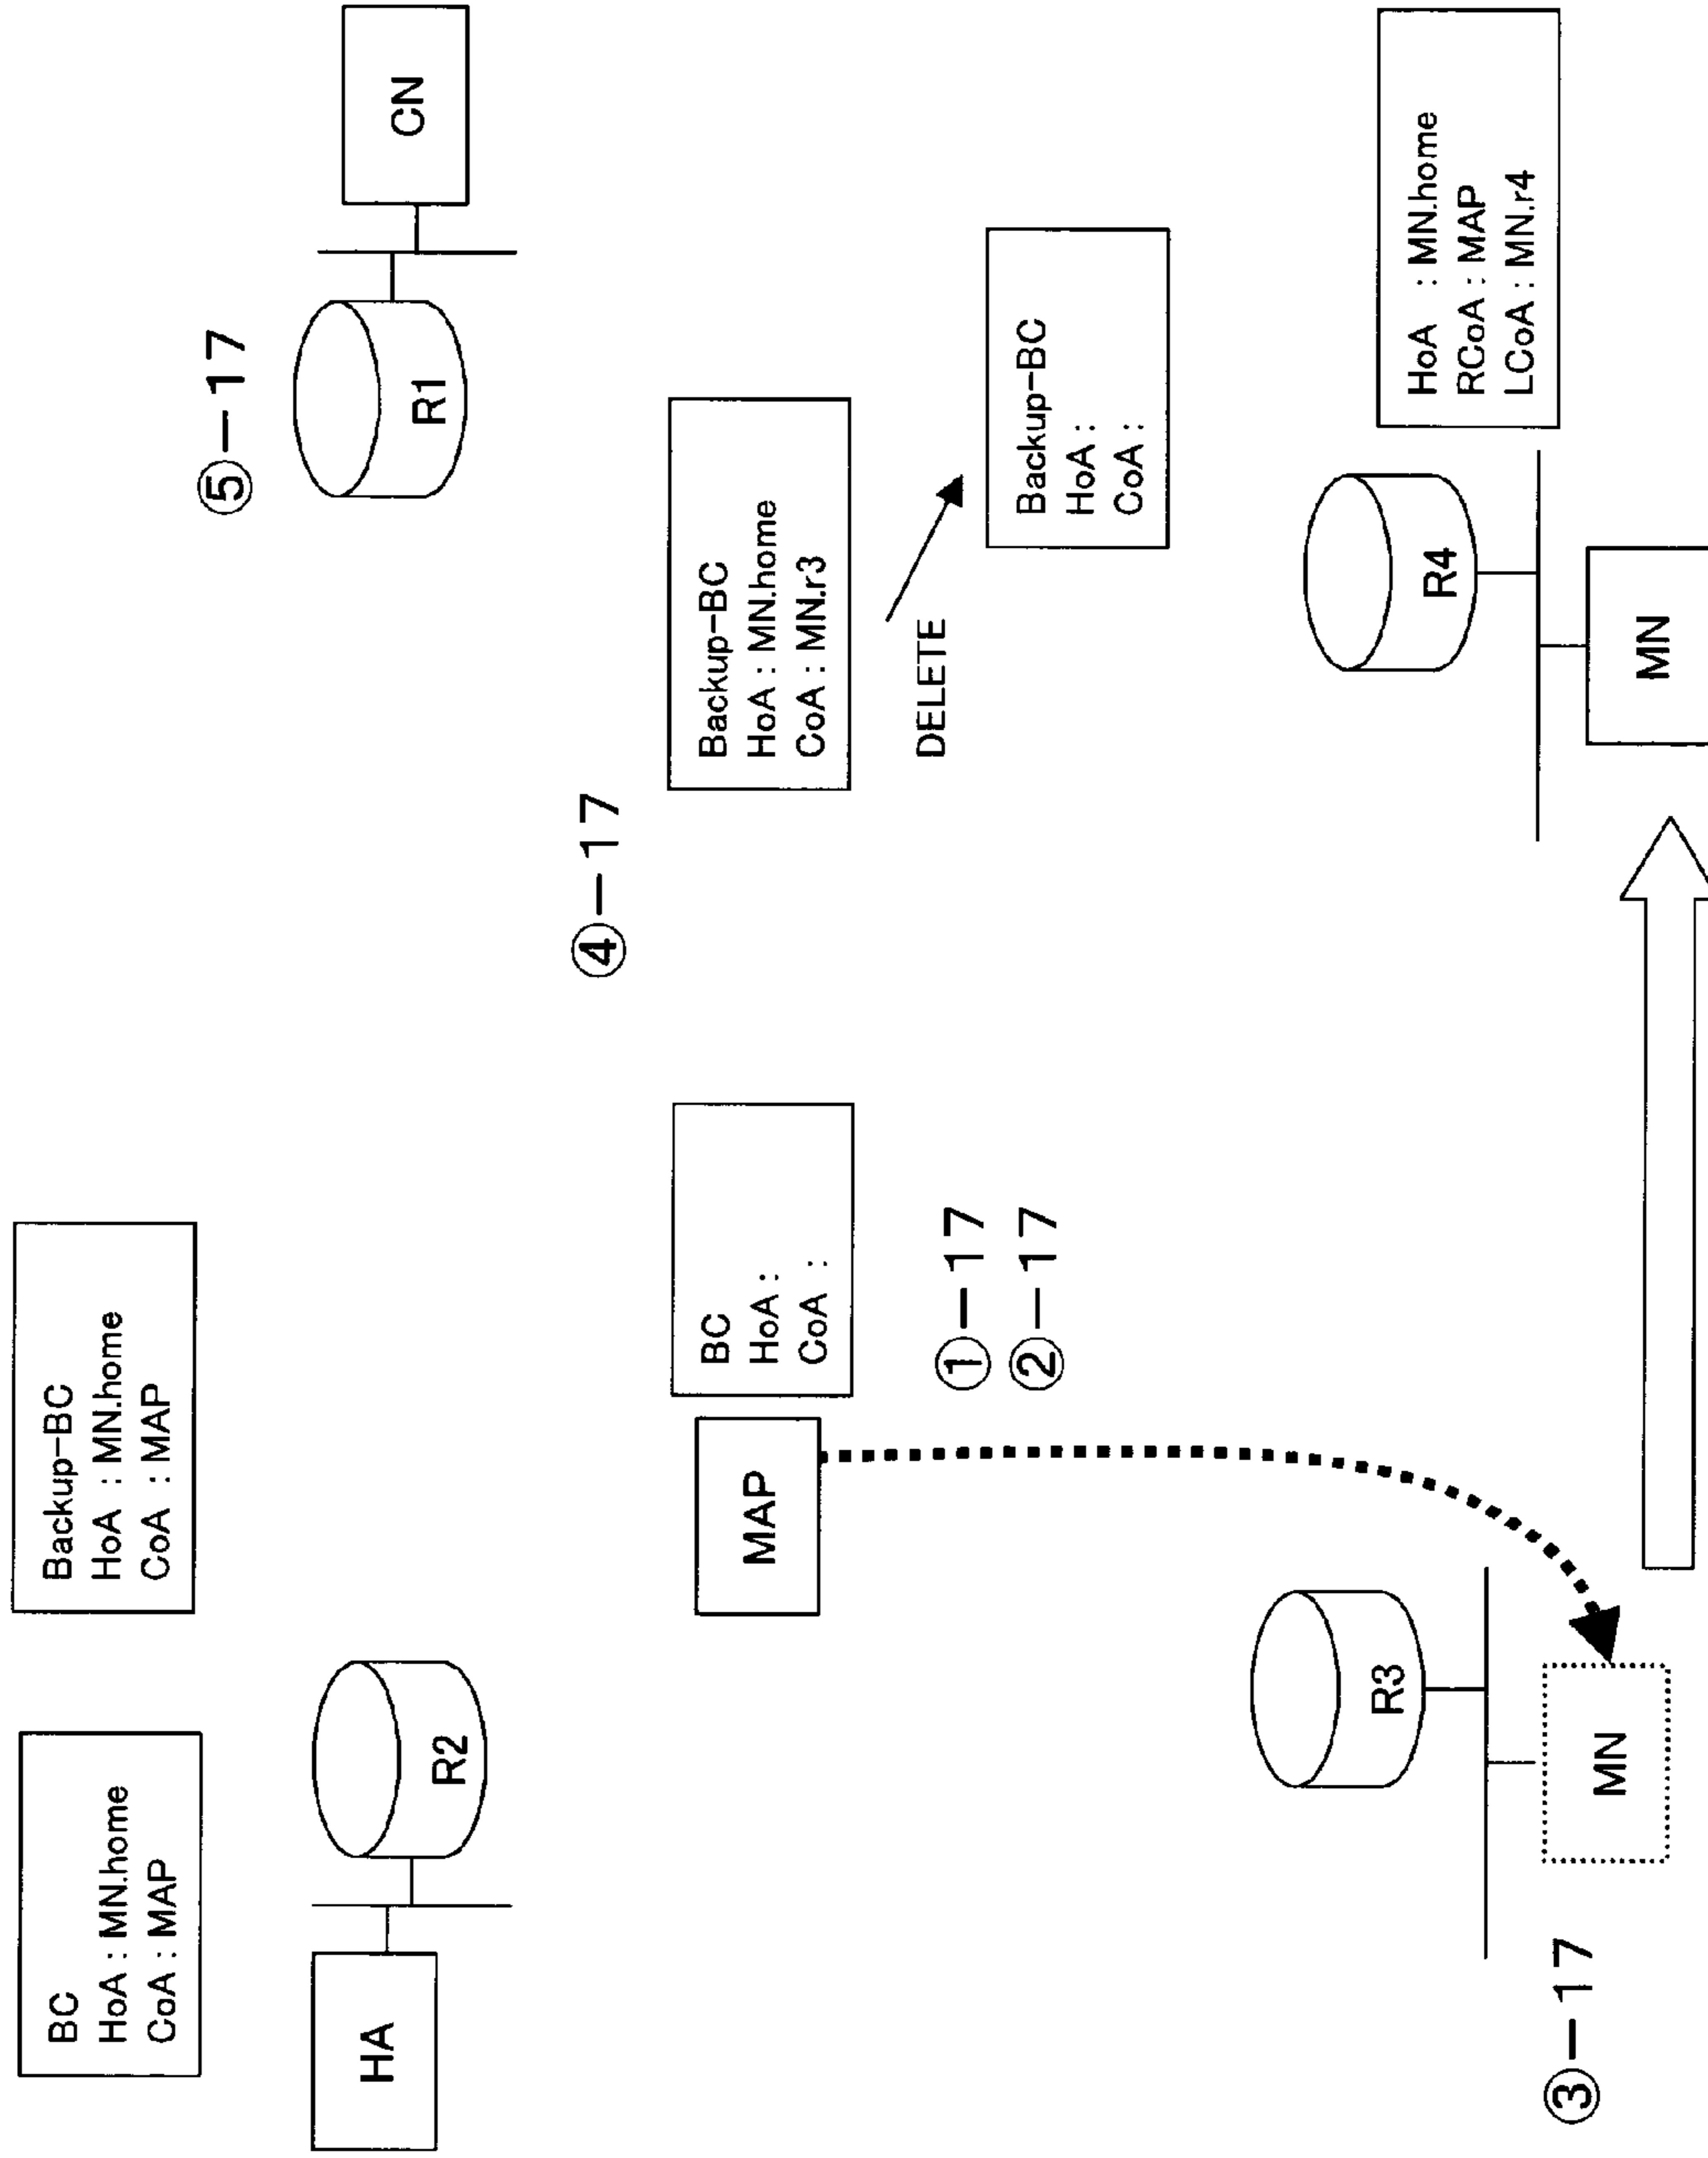 BC
HoA : MN.home
CoA : MAP
Backup-BC
HoA : MN.home
CoA : MAP
⑤—17
HA
R2
R1
CN
④—17
MAP
BC
HoA :
CoA :
Backup-BC
HoA : MN.home
CoA : MN.r3
①—17
②—17
DELETE
Backup-BC
HoA :
CoA :
R3
R4
HoA : MN.home
RCoA : MAP
LCoA : MN.r4
③—17
MN
MN